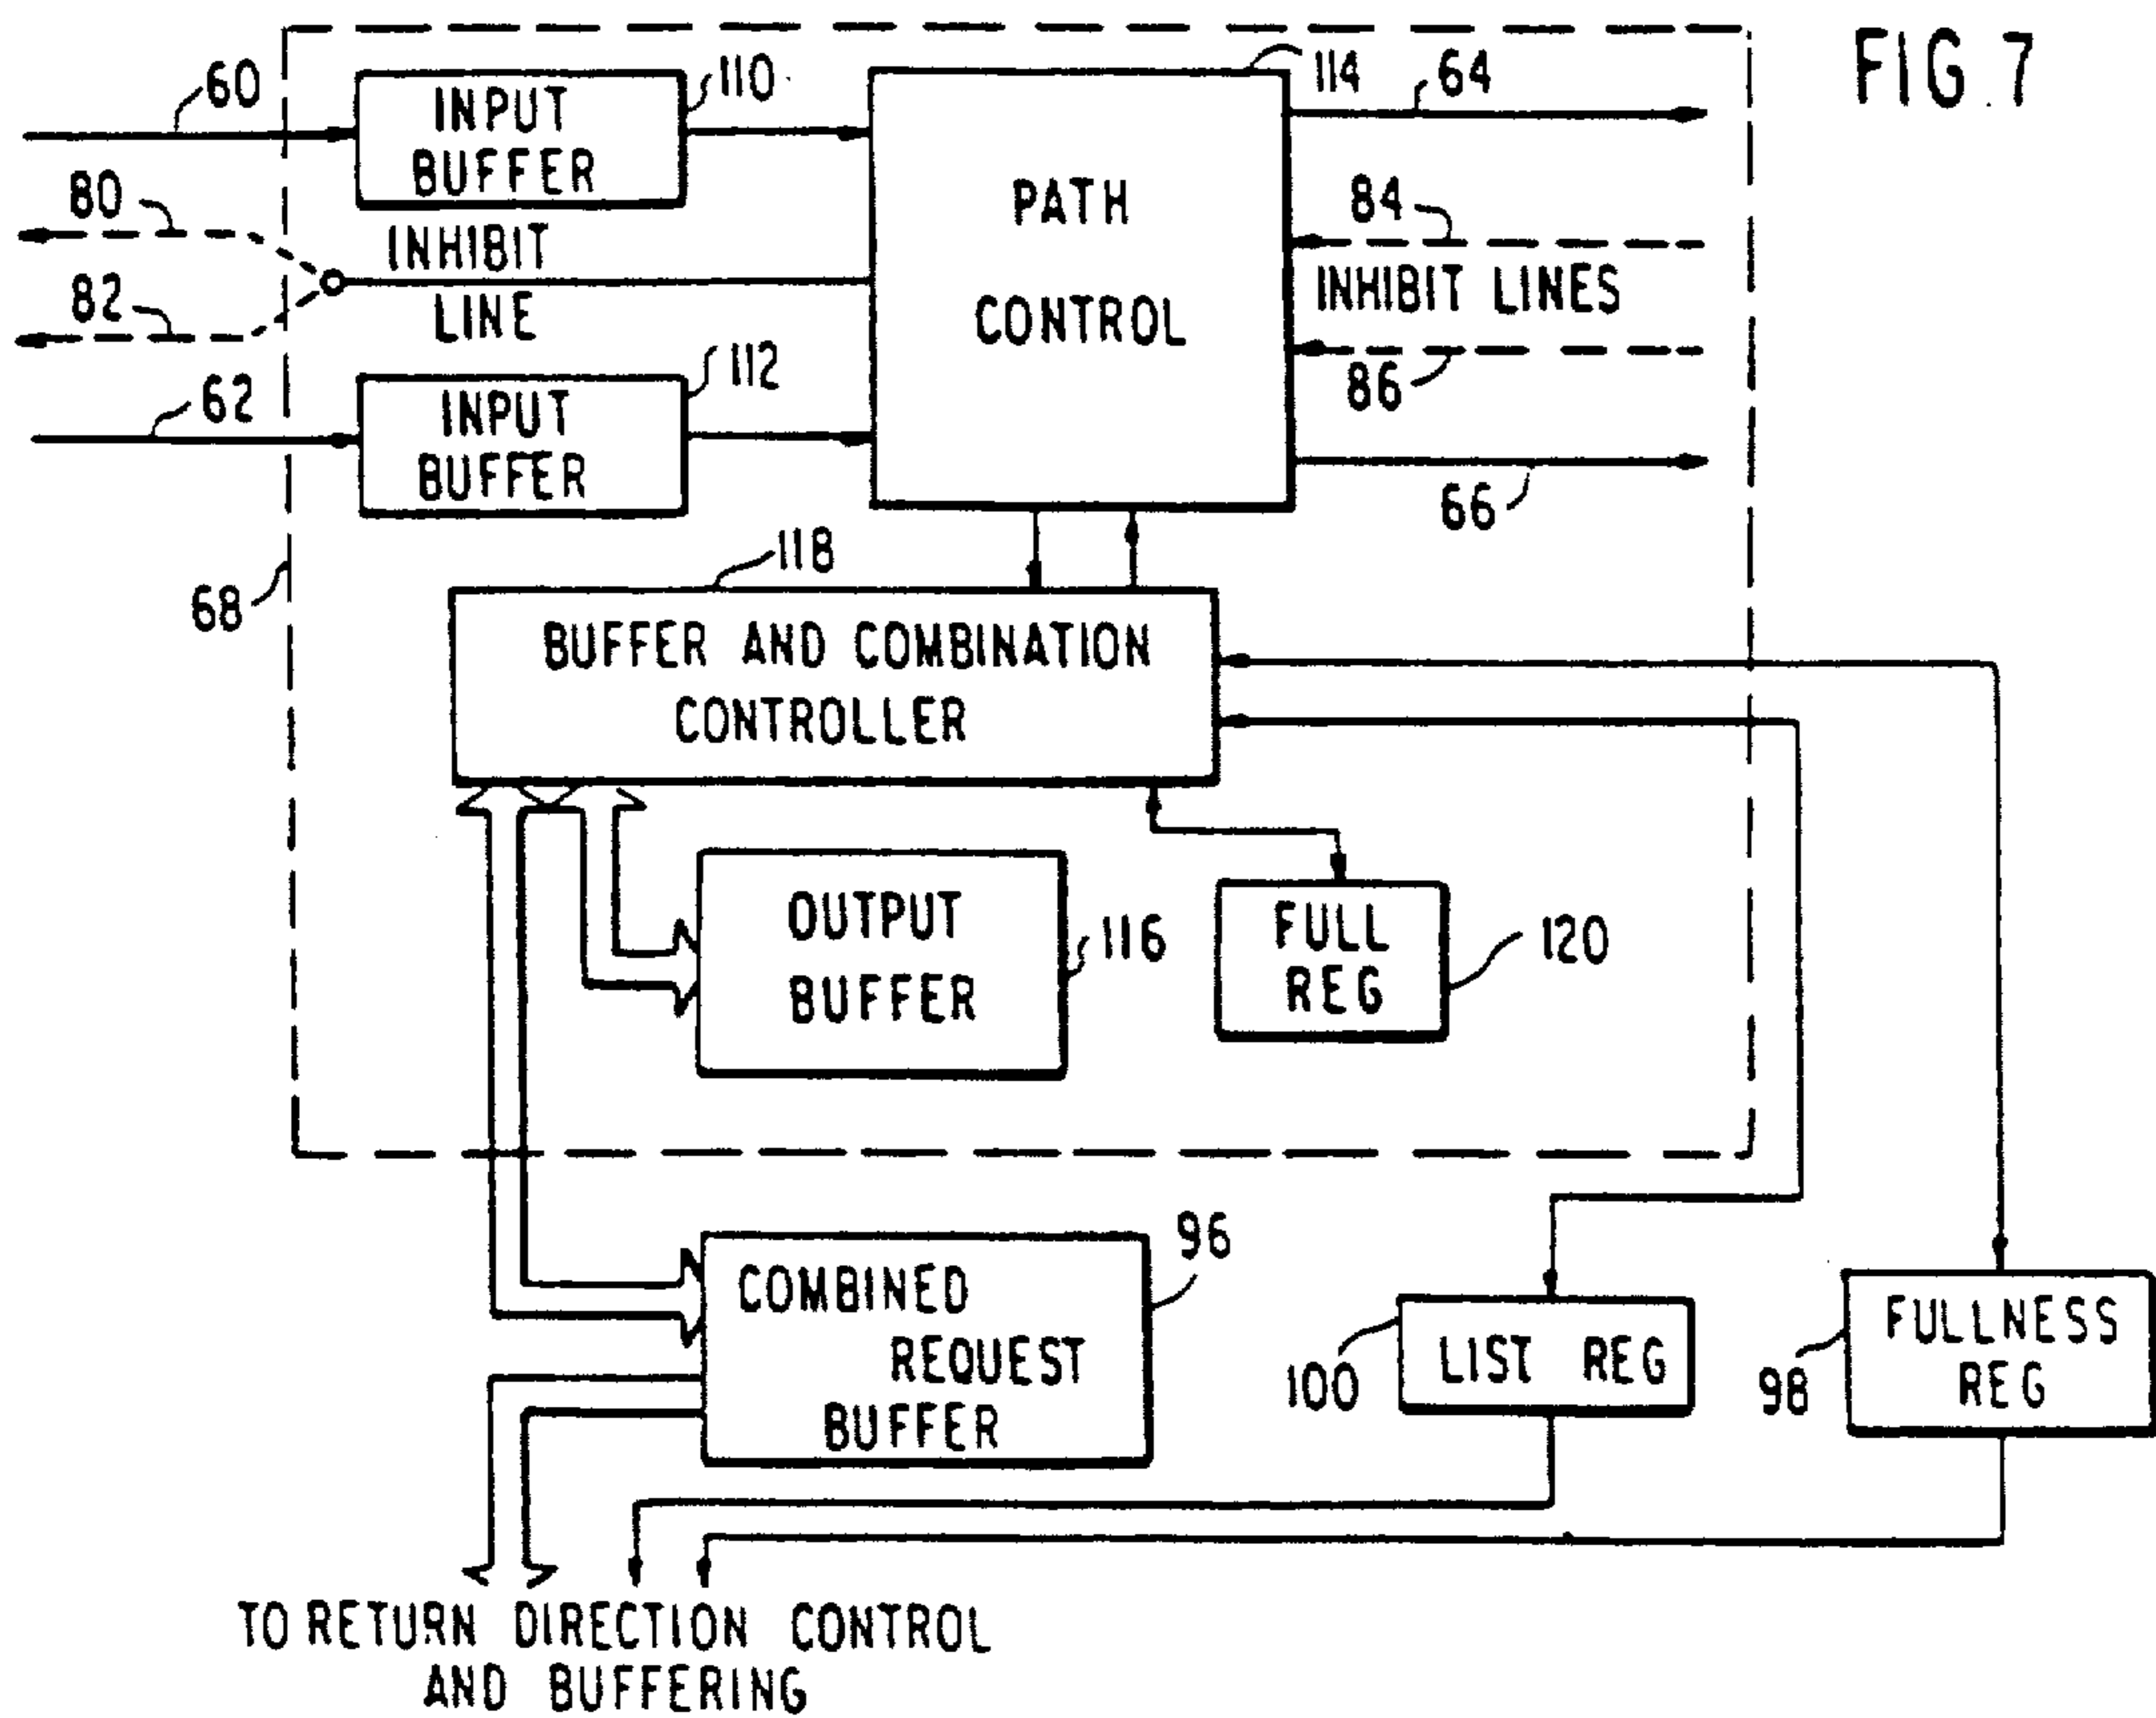 FIG. 7
60
INPUT
BUFFER
110
114
64
80
INHIBIT
LINE
82
PATH
CONTROL
84
INHIBIT LINES
86
62
INPUT
BUFFER
112
66
68
118
BUFFER AND COMBINATION
CONTROLLER
OUTPUT
BUFFER
116
FULL
REG
120
COMBINED
REQUEST
BUFFER
96
100
LIST REG
98
FULLNESS
REG
TO RETURN DIRECTION CONTROL
AND BUFFERING